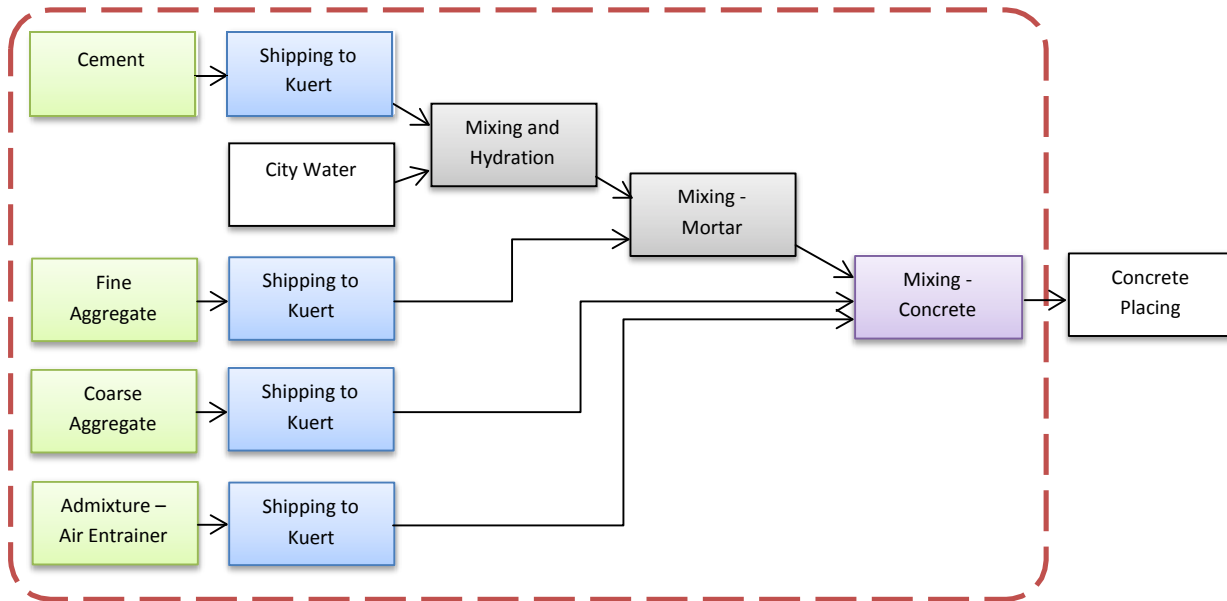 Cement
Shipping to
Kuert
Mixing and
Hydration
City Water
Mixing -
Mortar
Fine
Aggregate
Shipping to
Kuert
Mixing -
Concrete
Concrete
Placing
Coarse
Aggregate
Shipping to
Kuert
Admixture –
Air Entrainer
Shipping to
Kuert